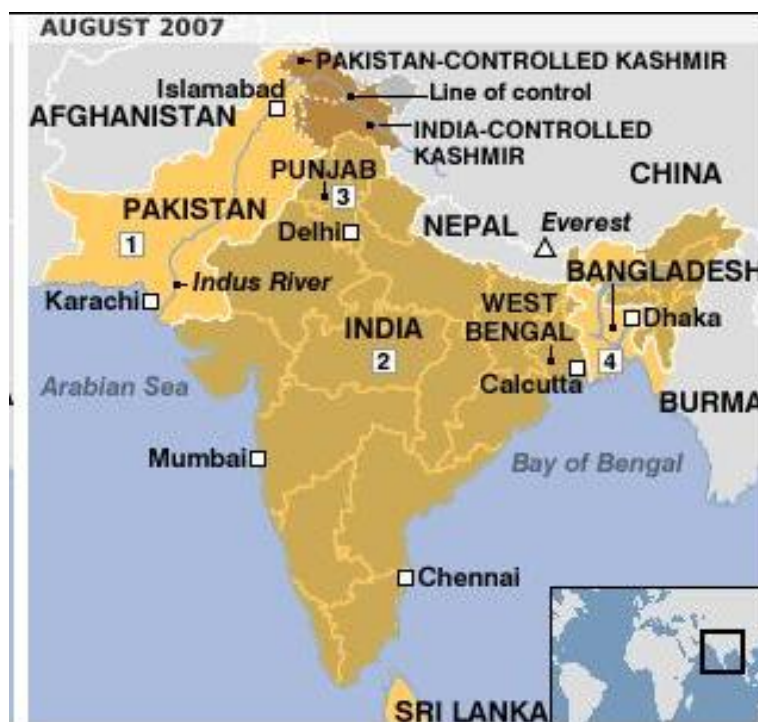 AUGUST 2007
PAKISTAN-CONTROLLED KASHMIR
Islamabad
Line of control
AFGHANISTAN
INDIA-CONTROLLED
KASHMIR
PUNJAB
CHINA
3
PAKISTAN
NEPAL
Everest
1
Delhi
BANGLADESH
Indus River
Karachi
WEST
BENGAL
Dhaka
INDIA
2
4
Arabian Sea
Calcutta
BURMA
Mumbai
Bay of Bengal
Chennai
SRI LANKA